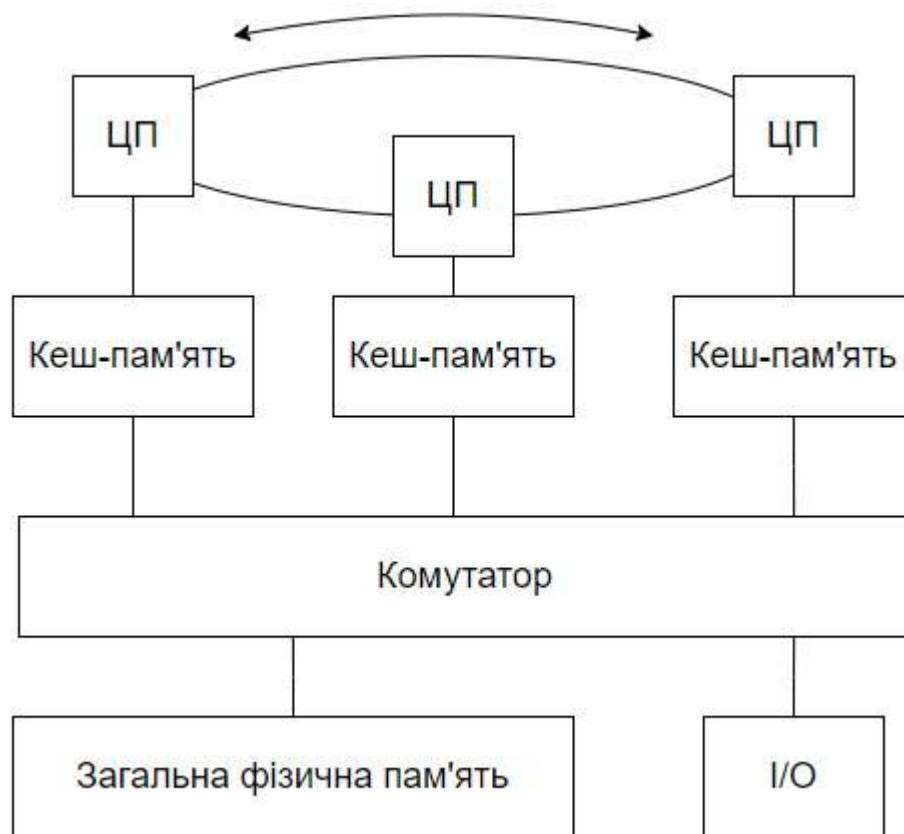 ЦП
ЦП
ЦП
Кеш-пам'ять
Кеш-пам'ять
Кеш-пам'ять
Комутатор
Загальна фізична пам'ять
I/O